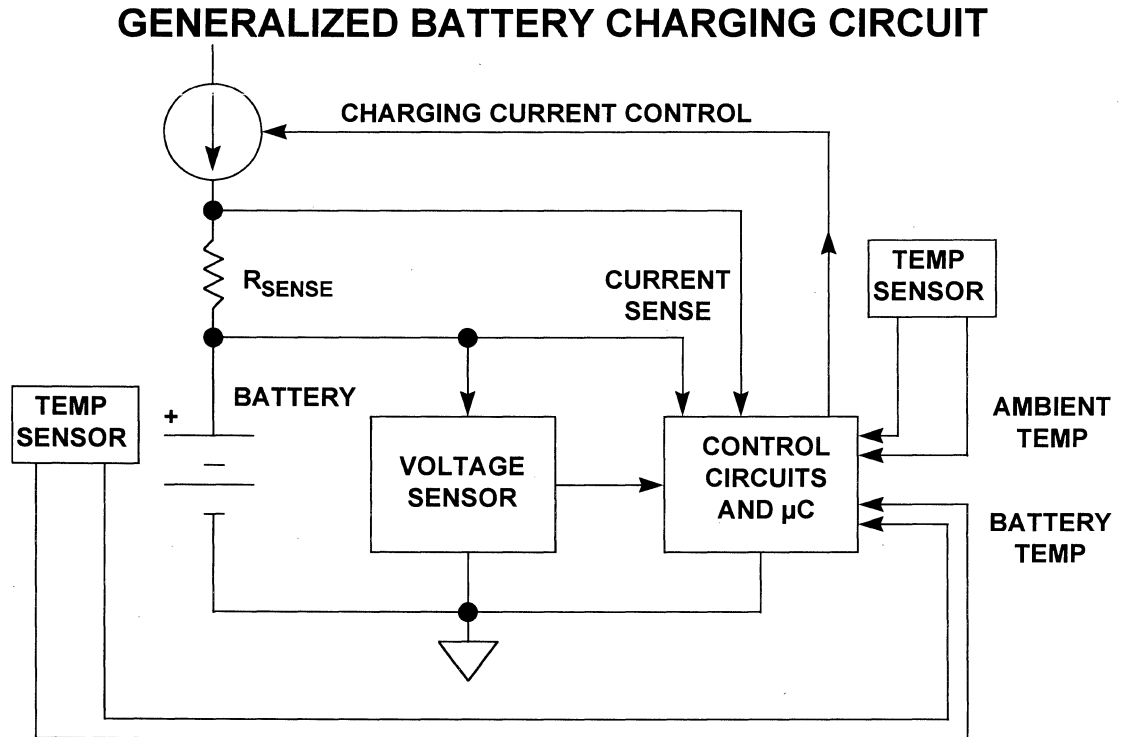 GENERALIZED BATTERY CHARGING CIRCUIT
CHARGING CURRENT CONTROL
RSENSE
CURRENT
SENSE
TEMP
SENSOR
BATTERY
+
TEMP
SENSOR
VOLTAGE
SENSOR
CONTROL
CIRCUITS
AND µC
AMBIENT
TEMP
BATTERY
TEMP